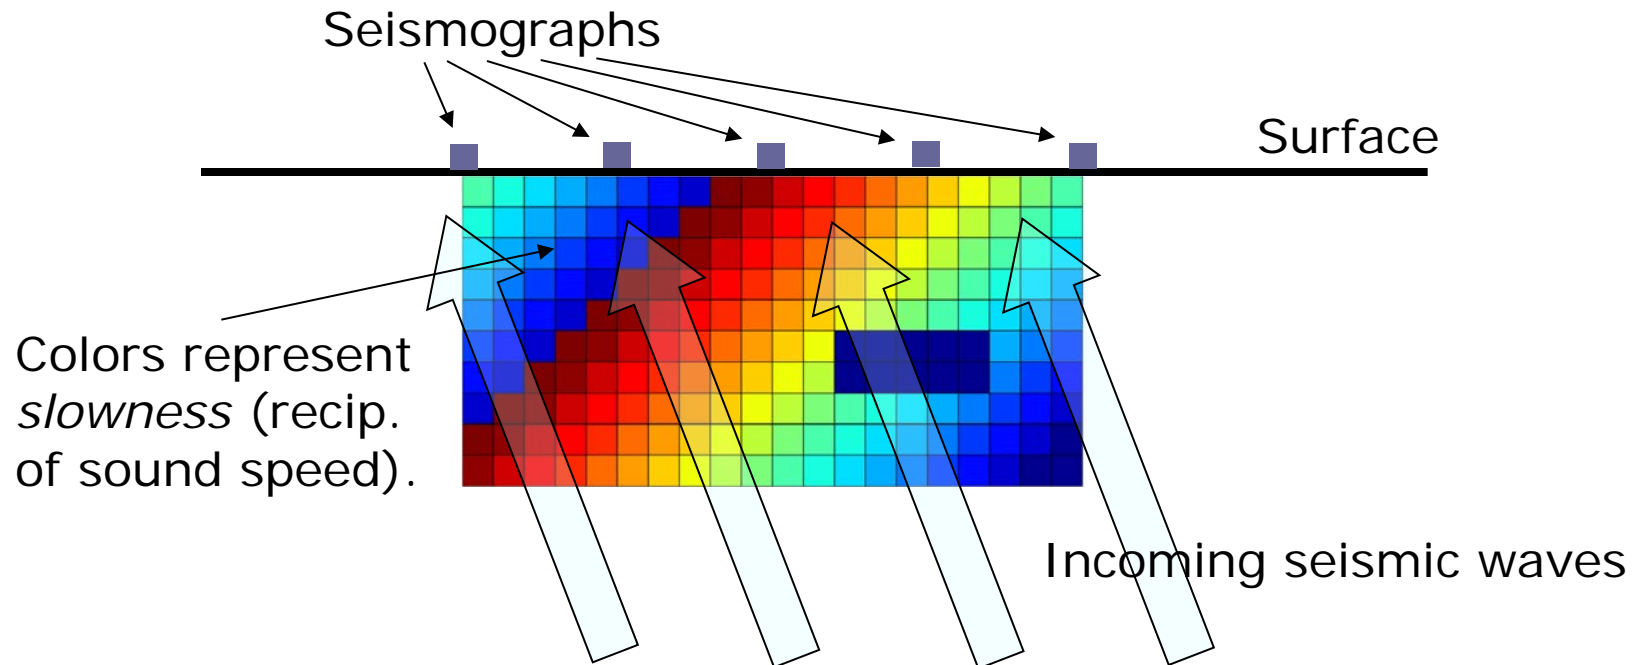 Seismographs
Surface
Colors represent
slowness (recip.
of sound speed).
Incoming seismic waves